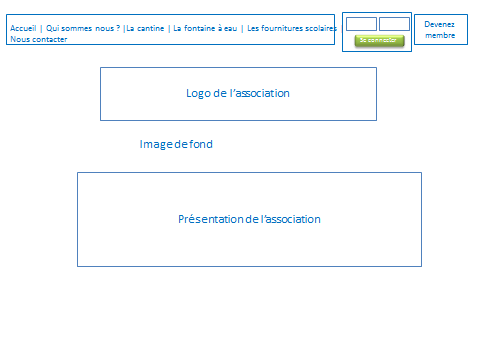 Accueil | Qui sommes nous ? |La cantine | La fontaine à eau | Les fournitures scolaires
Nous contacter
Se connecter
Devenez
membre
Logo de l'association
Image de fond
Présentation de l'association